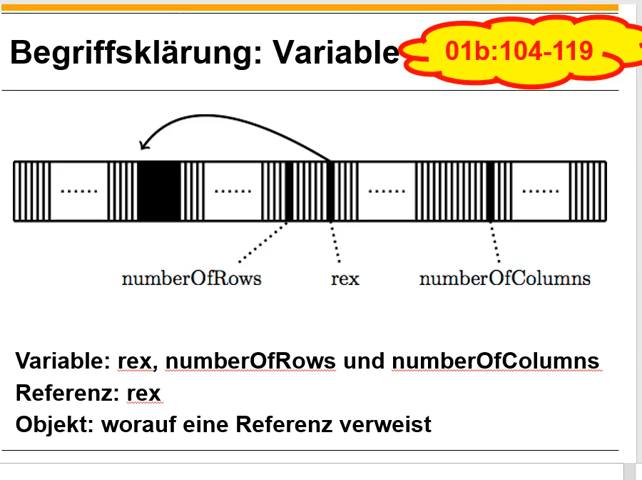 Begriffsklärung: Variable
01b:104-119
...... ...... ...... ......
numberOfRows rex numberOfColumns
Variable: rex, numberOfRows und numberOfColumns
Referenz: rex
Objekt: worauf eine Referenz verweist